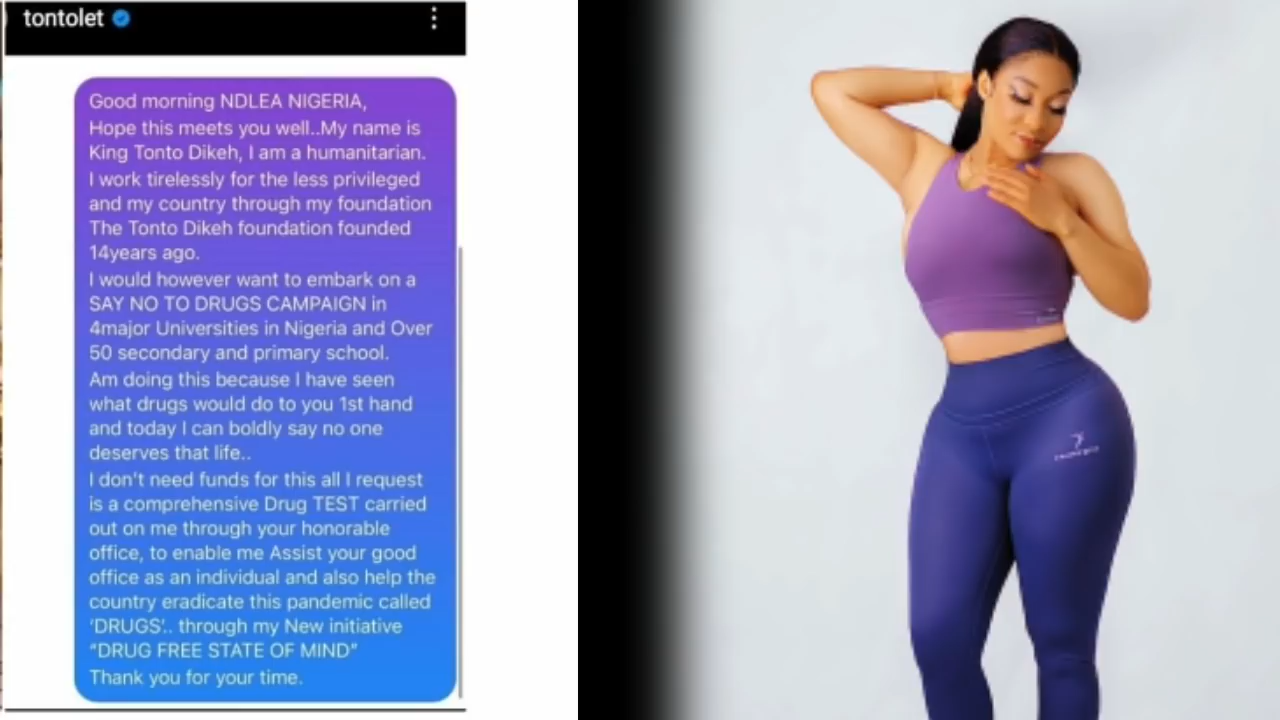 tontolet
Good morning NDLEA NIGERIA,
Hope this meets you well..My name is
King Tonto Dikeh, I am a humanitarian.
I work tirelessly for the less privileged
and my country through my foundation
The Tonto Dikeh foundation founded
14years ago.
I would however want to embark on a
SAY NO TO DRUGS CAMPAIGN in
4major Universities in Nigeria and Over
50 secondary and primary school.
Am doing this because I have seen
what drugs would do to you 1st hand
and today I can boldly say no one
deserves that life..
I don't need funds for this all I request
is a comprehensive Drug TEST carried
out on me through your honorable
office, to enable me Assist your good
office as an individual and also help the
country eradicate this pandemic called
‘DRUGS’.. through my New initiative
“DRUG FREE STATE OF MIND”
Thank you for your time.